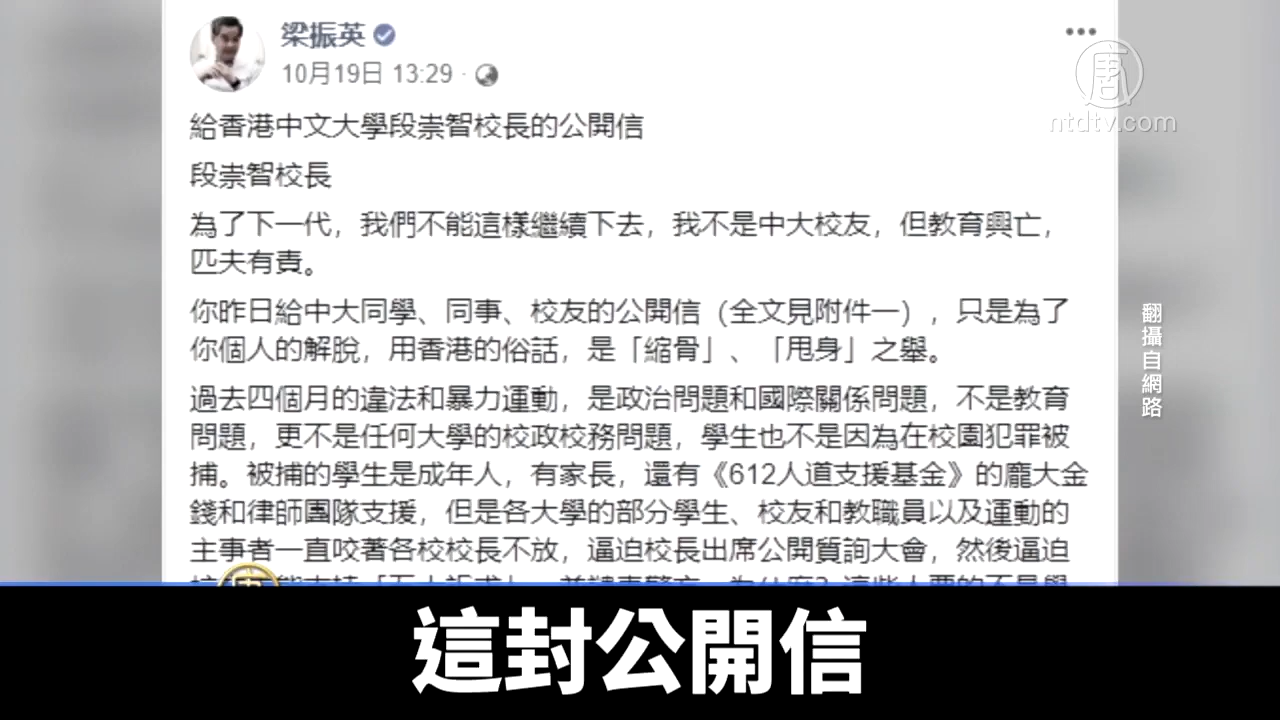 梁振英
10月19日 13:29
唐
ntdtv.com
給香港中文大學段崇智校長的公開信
段崇智校長
為了下一代，我們不能這樣繼續下去，我不是中大校友，但教育興亡，
匹夫有責。
你昨日給中大同學、同事、校友的公開信（全文見附件一），只是為了
你個人的解脫，用香港的俗話，是「縮骨」、「甩身」之舉。
過去四個月的違法和暴力運動，是政治問題和國際關係問題，不是教育
問題，更不是任何大學的校政校務問題，學生也不是因為在校園犯罪被
捕。被捕的學生是成年人，有家長，還有《612人道支援基金》的龐大金
錢和律師團隊支援，但是各大學的部分學生、校友和教職員以及運動的
主事者一直咬著各校校長不放，逼迫校長出席公開質詢大會，然後逼迫
翻攝自網路
這封公開信